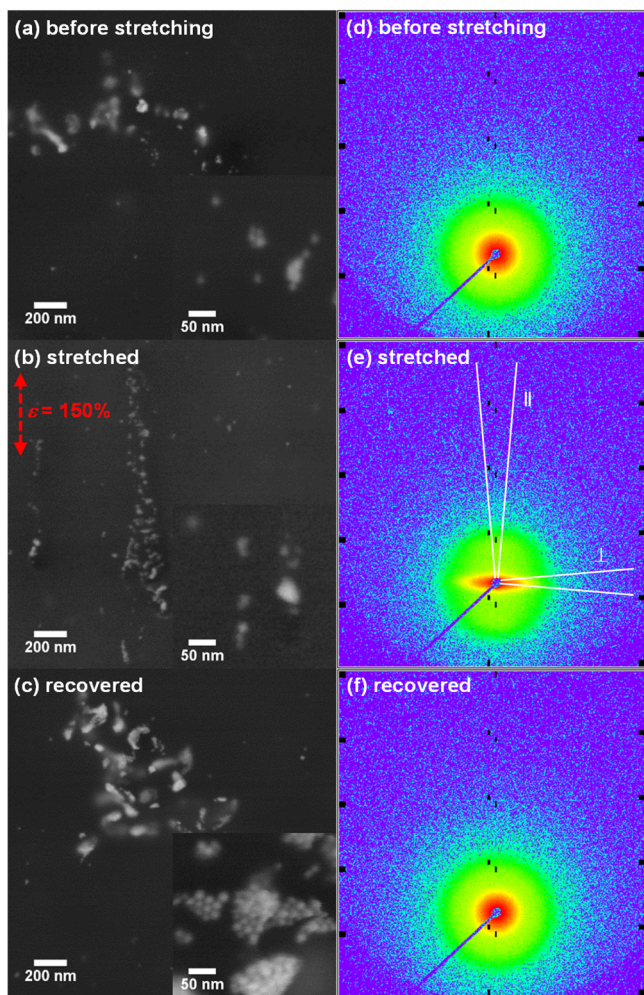 (a) before stretching
200 nm
50 nm
(d) before stretching
(b) stretched
ε = 150%
200 nm
50 nm
(e) stretched
||
⊥
(c) recovered
200 nm
50 nm
(f) recovered